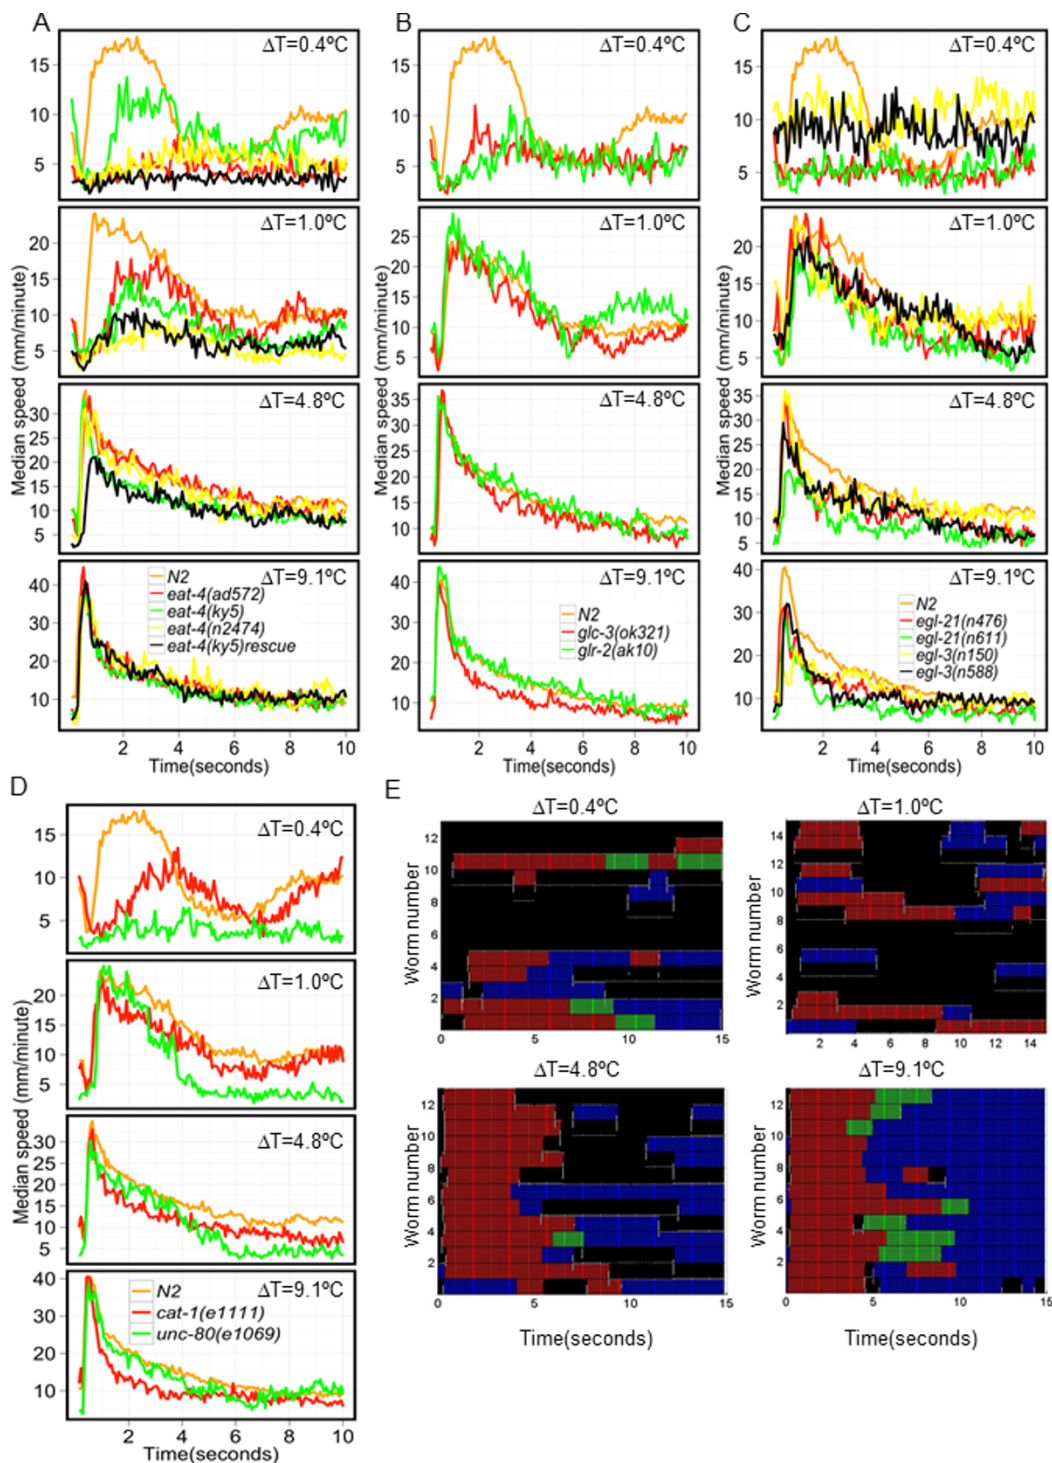 A
ΔT=0.4ºC
15
10
5
ΔT=1.0ºC
20
15
10
5
Median speed (mm/minute)
ΔT=4.8ºC
30
25
20
15
10
5
ΔT=9.1ºC
N2
eat-4(ad572)
eat-4(ky5)
eat-4(n2474)
eat-4(ky5)rescue
40
30
20
10
2 4 6 8 10
Time(seconds)
B
ΔT=0.4ºC
15
10
5
ΔT=1.0ºC
25
20
15
10
5
Median speed (mm/minute)
ΔT=4.8ºC
35
30
25
20
15
10
ΔT=9.1ºC
N2
glc-3(ok321)
glr-2(ak10)
40
30
20
10
2 4 6 8 10
Time(seconds)
C
ΔT=0.4ºC
15
10
5
ΔT=1.0ºC
20
15
10
5
Median speed (mm/minute)
ΔT=4.8ºC
35
30
25
20
15
10
5
ΔT=9.1ºC
N2
egl-21(n476)
egl-21(n611)
egl-3(n150)
egl-3(n588)
40
30
20
10
2 4 6 8 10
Time(seconds)
D
ΔT=0.4ºC
15
10
5
ΔT=1.0ºC
20
15
10
5
Median speed (mm/minute)
ΔT=4.8ºC
30
25
20
15
10
5
ΔT=9.1ºC
N2
cat-1(e1111)
unc-80(e1069)
40
30
20
10
2 4 6 8 10
Time(seconds)
E
ΔT=0.4ºC
Worm number
12
10
8
6
4
2
0 5 10 15
ΔT=1.0ºC
Worm number
14
12
10
8
6
4
2
2 4 6 8 10 12 14
ΔT=4.8ºC
Worm number
12
10
8
6
4
2
0 5 10 15
Time(seconds)
ΔT=9.1ºC
Worm number
12
10
8
6
4
2
0 5 10 15
Time(seconds)